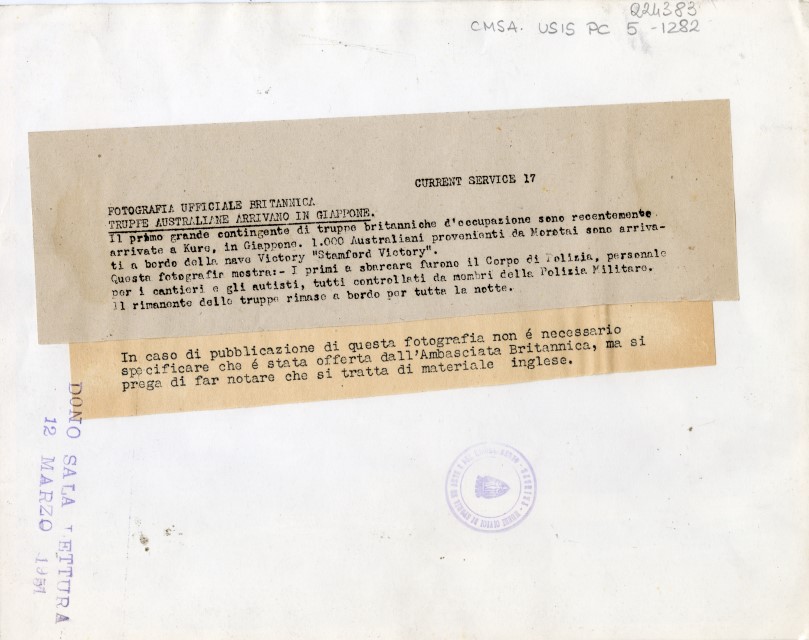 Q24383
CMSA. USIS PC 5 -1282
CURRENT SERVICE 17
FOTOGRAFIA UFFICIALE BRITANNICA
TRUPPE AUSTRALIANE ARRIVANO IN GIAPPONE.
Il primo grande contingente di truppe britanniche d'occupazione sono recentemente
arrivate a Kure, in Giappone. 1.000 Australiani provenienti da Morotai sono arriva-
ti a bordo della nave Victory "Stamford Victory".
Questa fotografia mostra:- I primi a sbarcare furono il Corpo di Polizia, personale
per i cantieri e gli autisti, tutti controllati da membri della Polizia Militare.
Il rimanente delle truppe rimase a bordo per tutta la notte.
In caso di pubblicazione di questa fotografia non é necessario
specificare che é stata offerta dall'Ambasciata Britannica, ma si
prega di far notare che si tratta di materiale inglese.
DONO SALA LETTURA
12 MARZO 1951